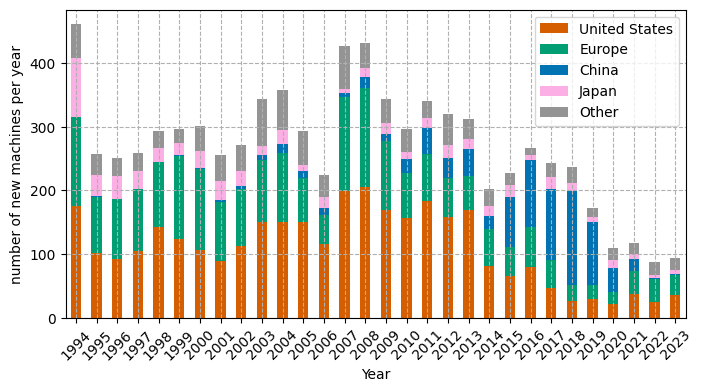 number of new machines per year
400
300
200
100
0
United States
Europe
China
Japan
Other
1994 1995 1996 1997 1998 1999 2000 2001 2002 2003 2004 2005 2006 2007 2008 2009 2010 2011 2012 2013 2014 2015 2016 2017 2018 2019 2020 2021 2022 2023
Year